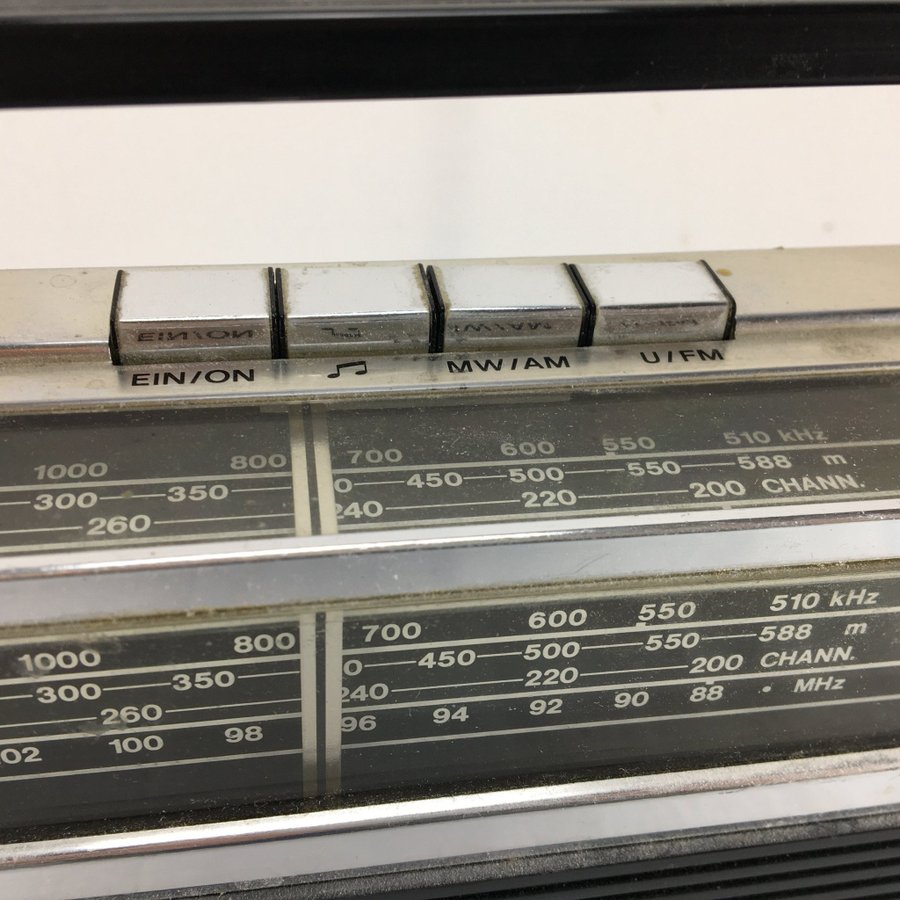 EIN/ON ♫ MW/AM U/FM
1000 800 700 600 550 510 kHz
300 350 0 450 500 550 588 m
260 240 220 200 CHANN.
1000 800 700 600 550 510 kHz
300 350 0 450 500 550 588 m
260 240 220 200 CHANN.
102 100 98 96 94 92 90 88 • MHz